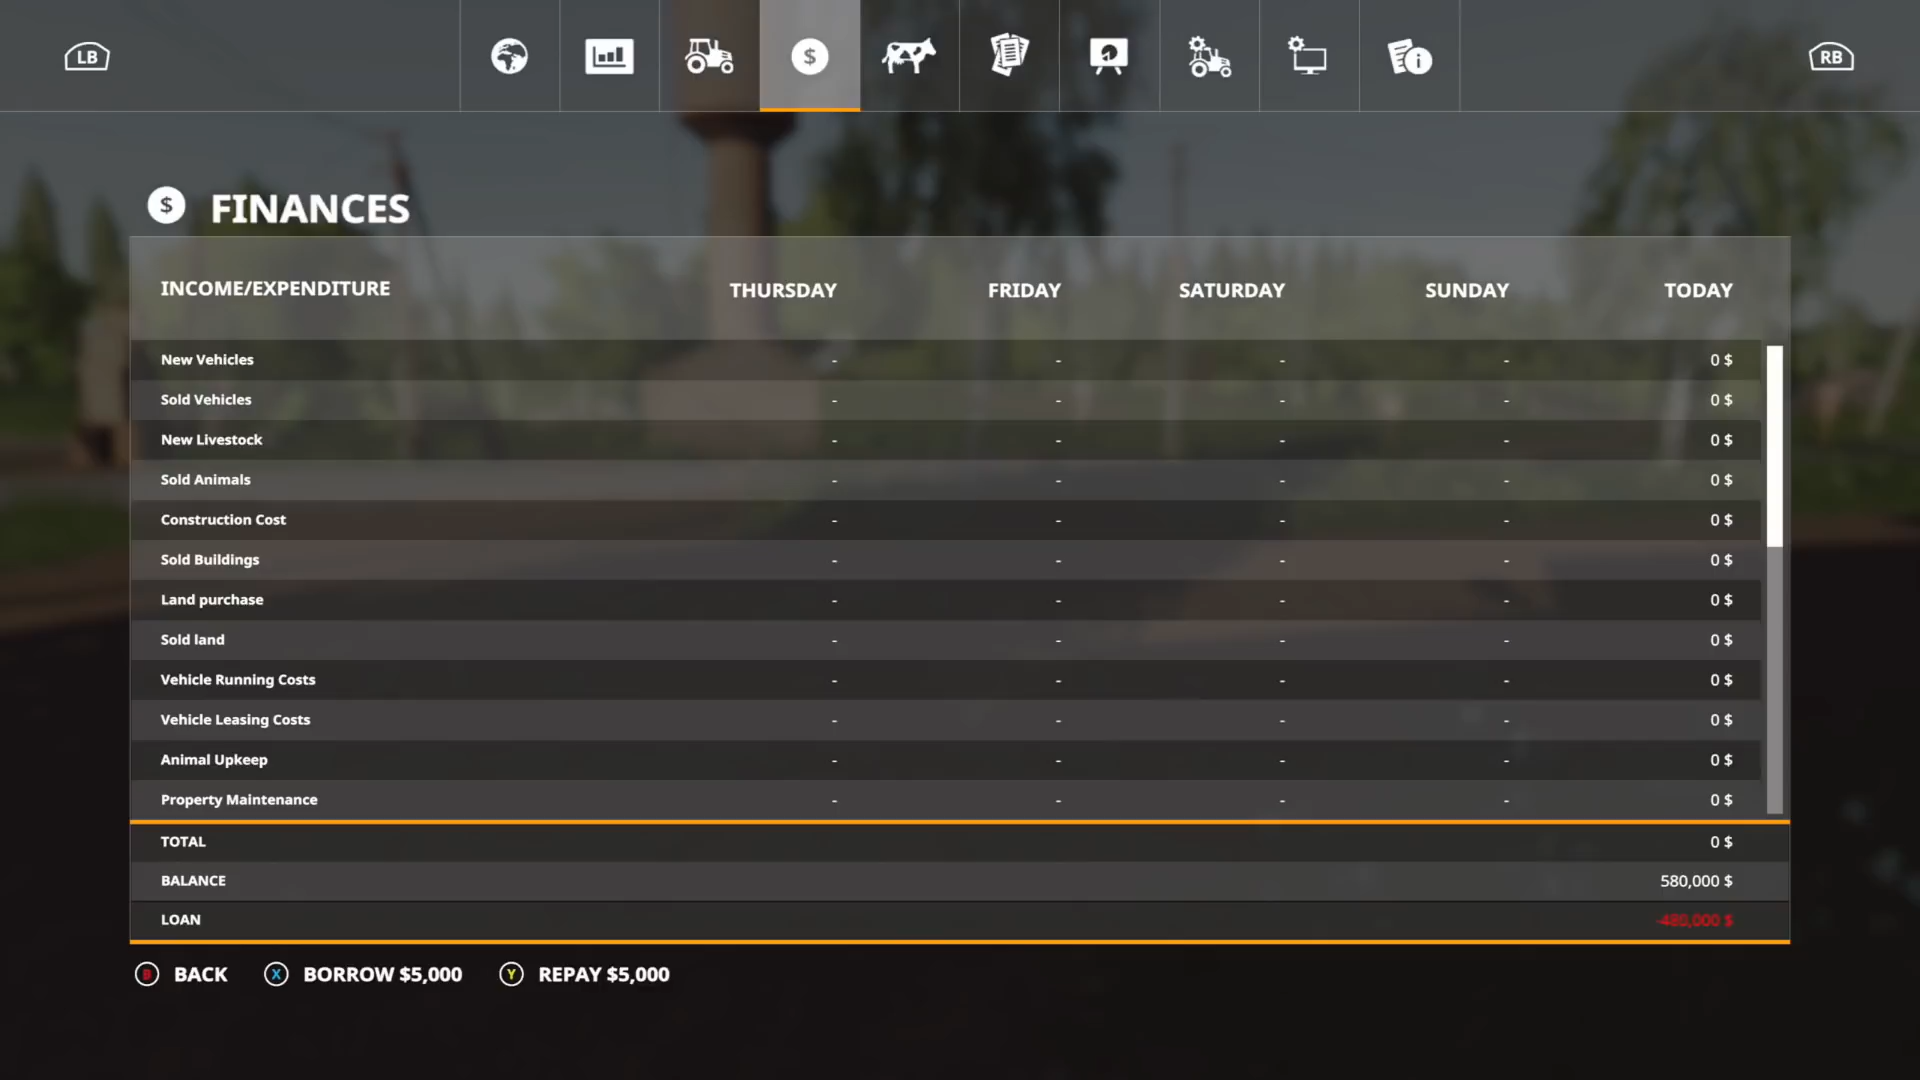 LB
$
RB
$ FINANCES
INCOME/EXPENDITURE THURSDAY FRIDAY SATURDAY SUNDAY TODAY
New Vehicles - - - - 0 $
Sold Vehicles - - - - 0 $
New Livestock - - - - 0 $
Sold Animals - - - - 0 $
Construction Cost - - - - 0 $
Sold Buildings - - - - 0 $
Land purchase - - - - 0 $
Sold land - - - - 0 $
Vehicle Running Costs - - - - 0 $
Vehicle Leasing Costs - - - - 0 $
Animal Upkeep - - - - 0 $
Property Maintenance - - - - 0 $
TOTAL 0 $
BALANCE 580,000 $
LOAN -480,000 $
B BACK X BORROW $5,000 Y REPAY $5,000